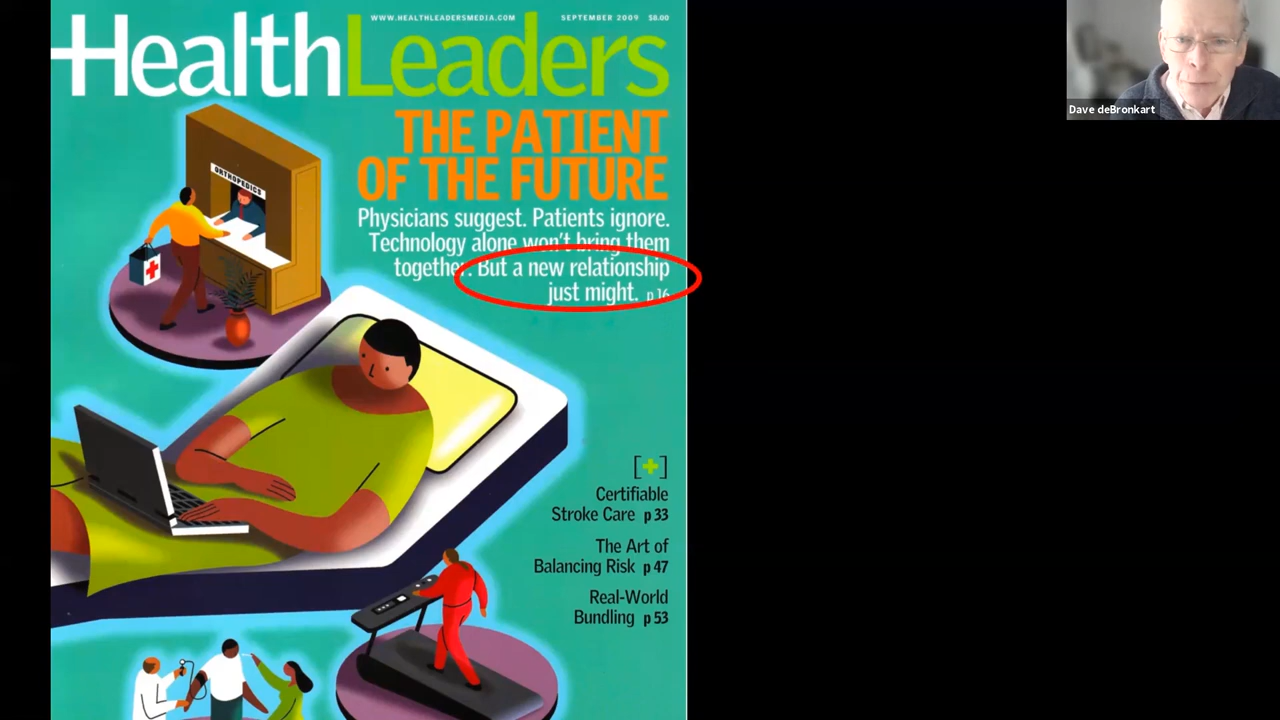 WWW.HEALTHLEADERSMEDIA.COM SEPTEMBER 2009 $8.00
HealthLeaders
THE PATIENT
OF THE FUTURE
Physicians suggest. Patients ignore.
Technology alone won't bring them
together. But a new relationship
just might. p 16
ORTHOPEDICS
[+]
Certifiable
Stroke Care p 33
The Art of
Balancing Risk p 47
Real-World
Bundling p 53
Dave deBronkart